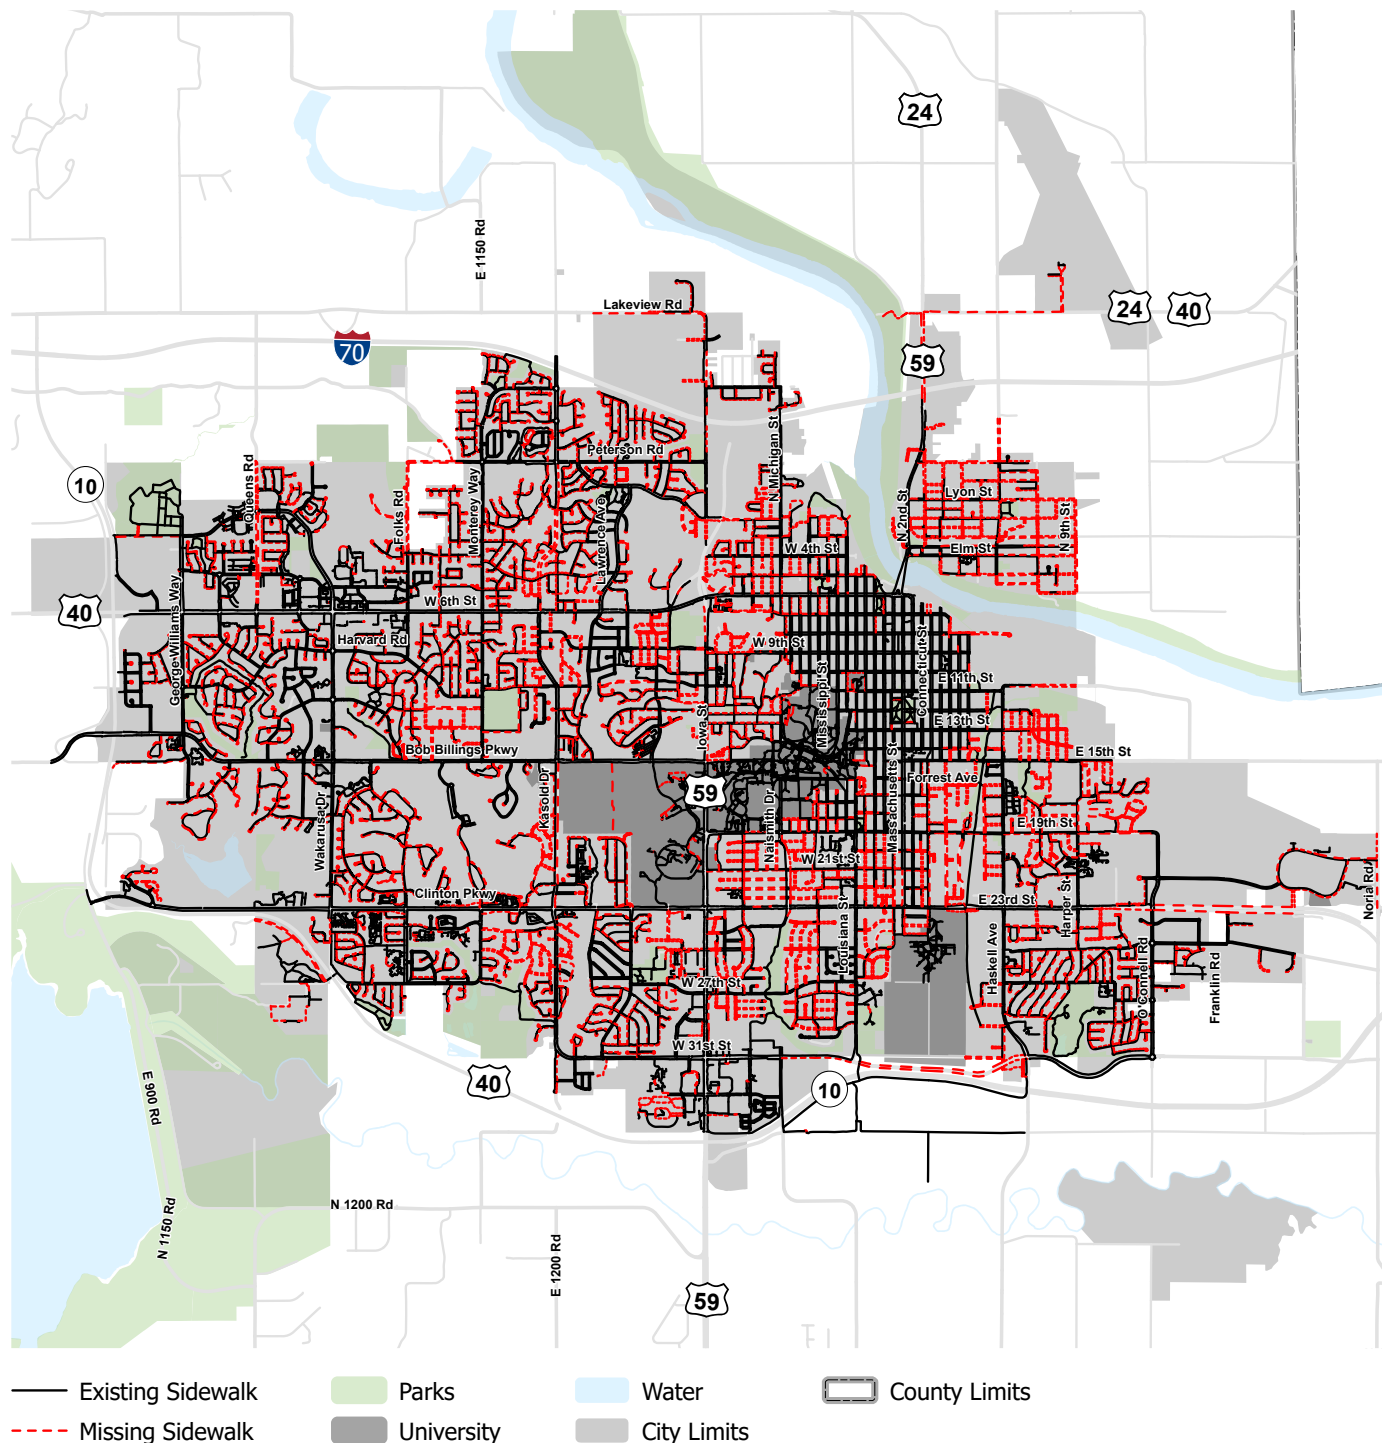 24
E 1150 Rd
Lakeview Rd
24
40
70
59
N Michigan St
Peterson Rd
10
Queens Rd
Folks Rd
Monterey Way
Lawrence Ave
N 2nd St
Lyon St
N 9th St
W 4th St
Elm St
40
George Williams Way
W 6th St
Harvard Rd
W 9th St
Mississippi St
Connecticut St
E 11th St
Iowa St
E 13th St
Bob Billings Pkwy
E 15th St
59
Forrest Ave
Wakarusa Dr
Kasold Dr
Naismith Dr
Massachusetts St
E 19th St
W 21st St
Clinton Pkwy
E 23rd St
Harper St
Noria Rd
Louisiana St
Haskell Ave
O'Connell Rd
Franklin Rd
W 27th St
W 31st St
40
10
E 900 Rd
N 1150 Rd
N 1200 Rd
E 1200 Rd
59
Existing Sidewalk
Parks
Water
County Limits
Missing Sidewalk
University
City Limits